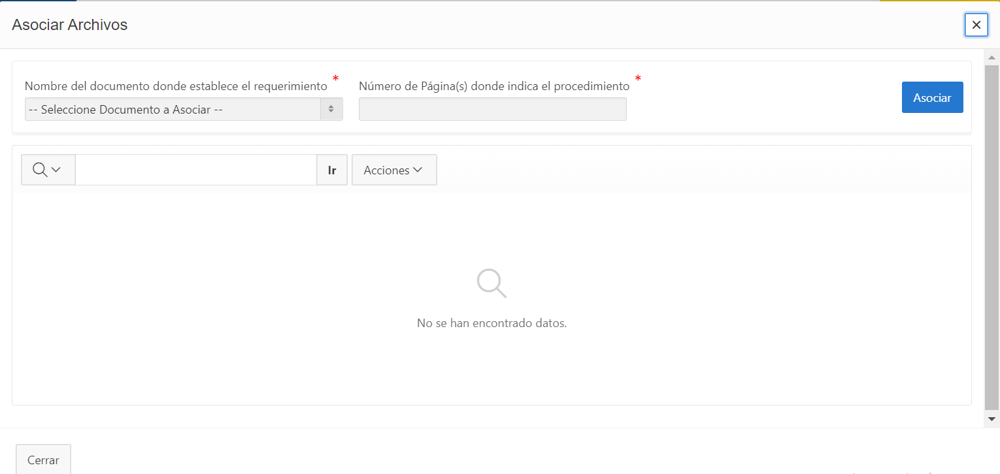 Asociar Archivos
Nombre del documento donde establece el requerimiento *
Número de Página(s) donde indica el procedimiento *
-- Seleccione Documento a Asociar --
Asociar
Ir
Acciones
No se han encontrado datos.
Cerrar